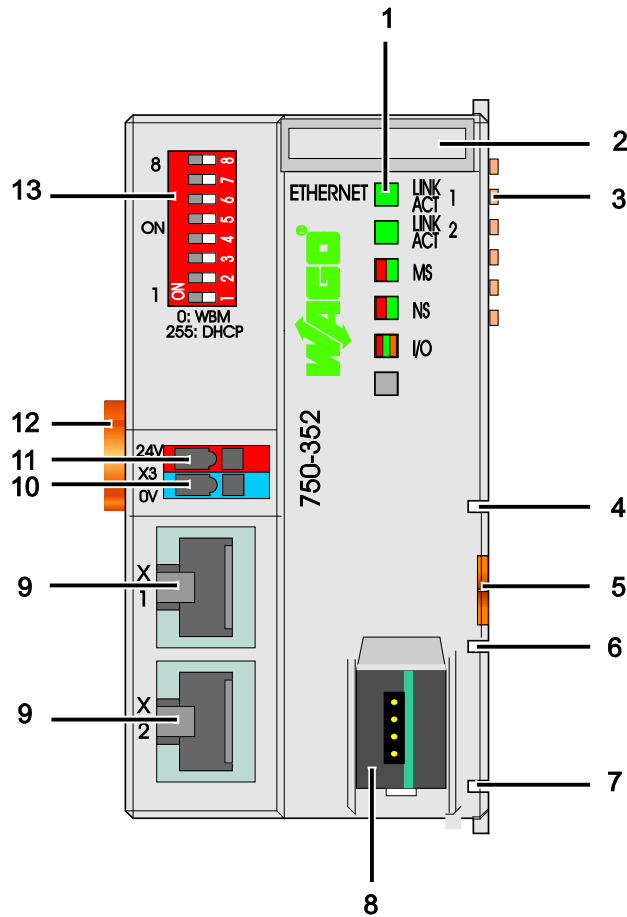 1
2
3
13
8
ON
1
8
7
6
5
4
3
2
1
ON
0: WBM
255: DHCP
ETHERNET
LINK
ACT 1
LINK
ACT 2
MS
NS
I/O
WAGO®
750-352
12
11
10
24V
X3
0V
4
5
6
7
9
X
1
9
X
2
8